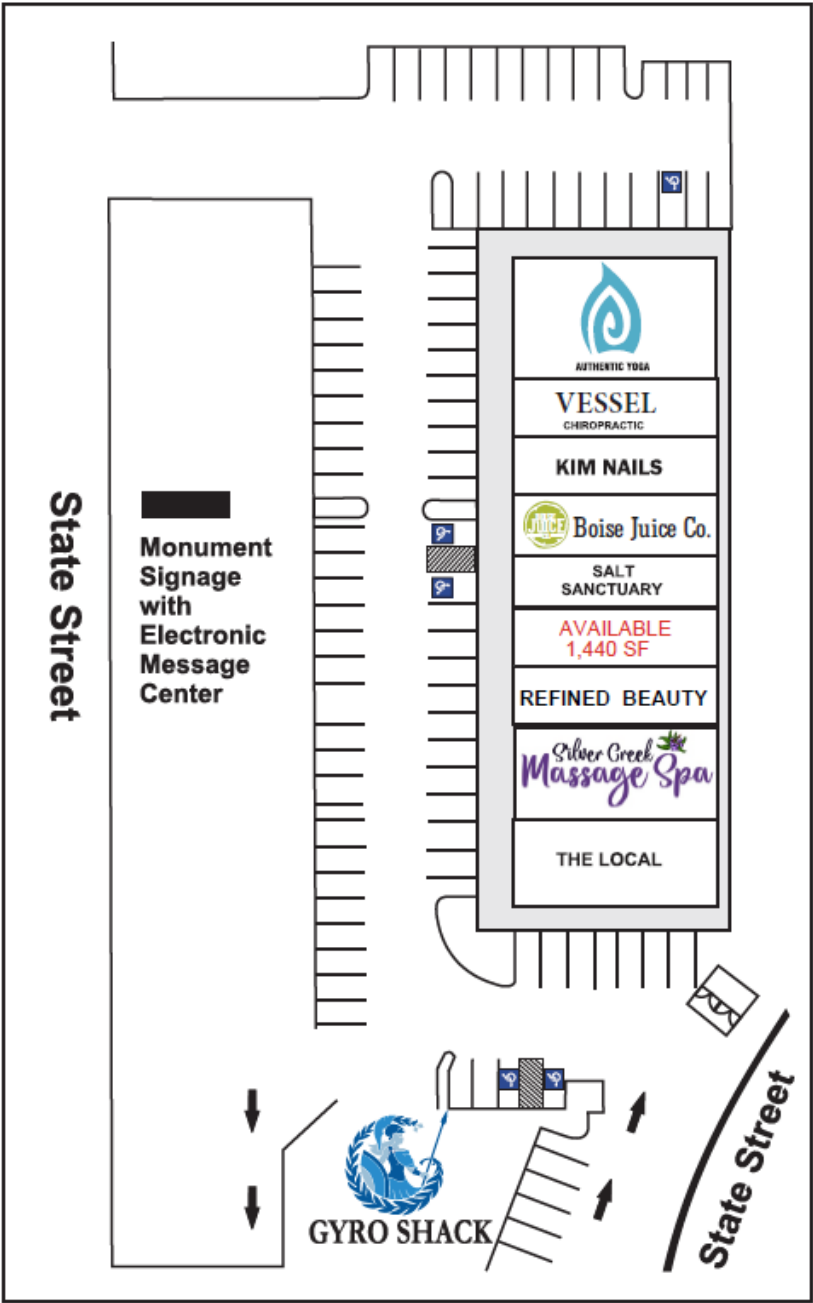 AUTHENTIC YOGA
VESSEL
CHIROPRACTIC
KIM NAILS
JUICE
Boise Juice Co.
SALT
SANCTUARY
AVAILABLE
1,440 SF
REFINED BEAUTY
Silver Creek
Massage Spa
THE LOCAL
State Street
Monument
Signage
with
Electronic
Message
Center
GYRO SHACK
State Street